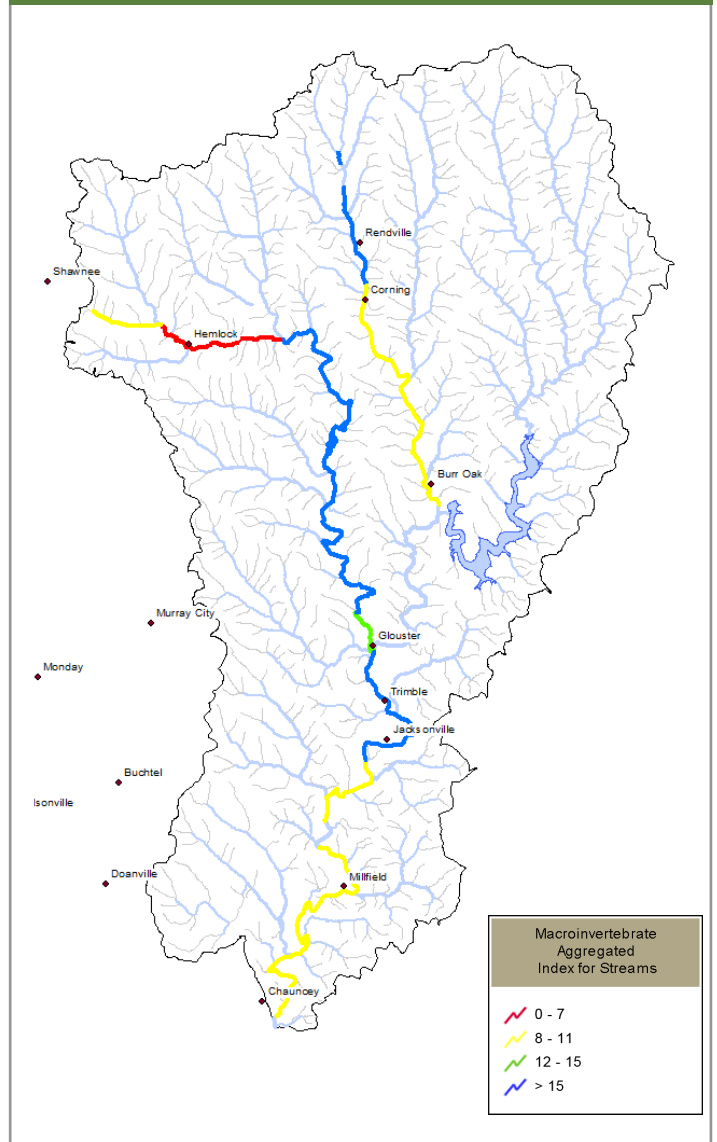 Rendville
Shawnee
Corning
Hemlock
Burr Oak
Murray City
Glouster
Monday
Trimble
Jacksonville
Buchtel
lsonville
Doanville
Millfield
Chauncey
Macroinvertebrate
Aggregated
Index for Streams
0 - 7
8 - 11
12 - 15
> 15